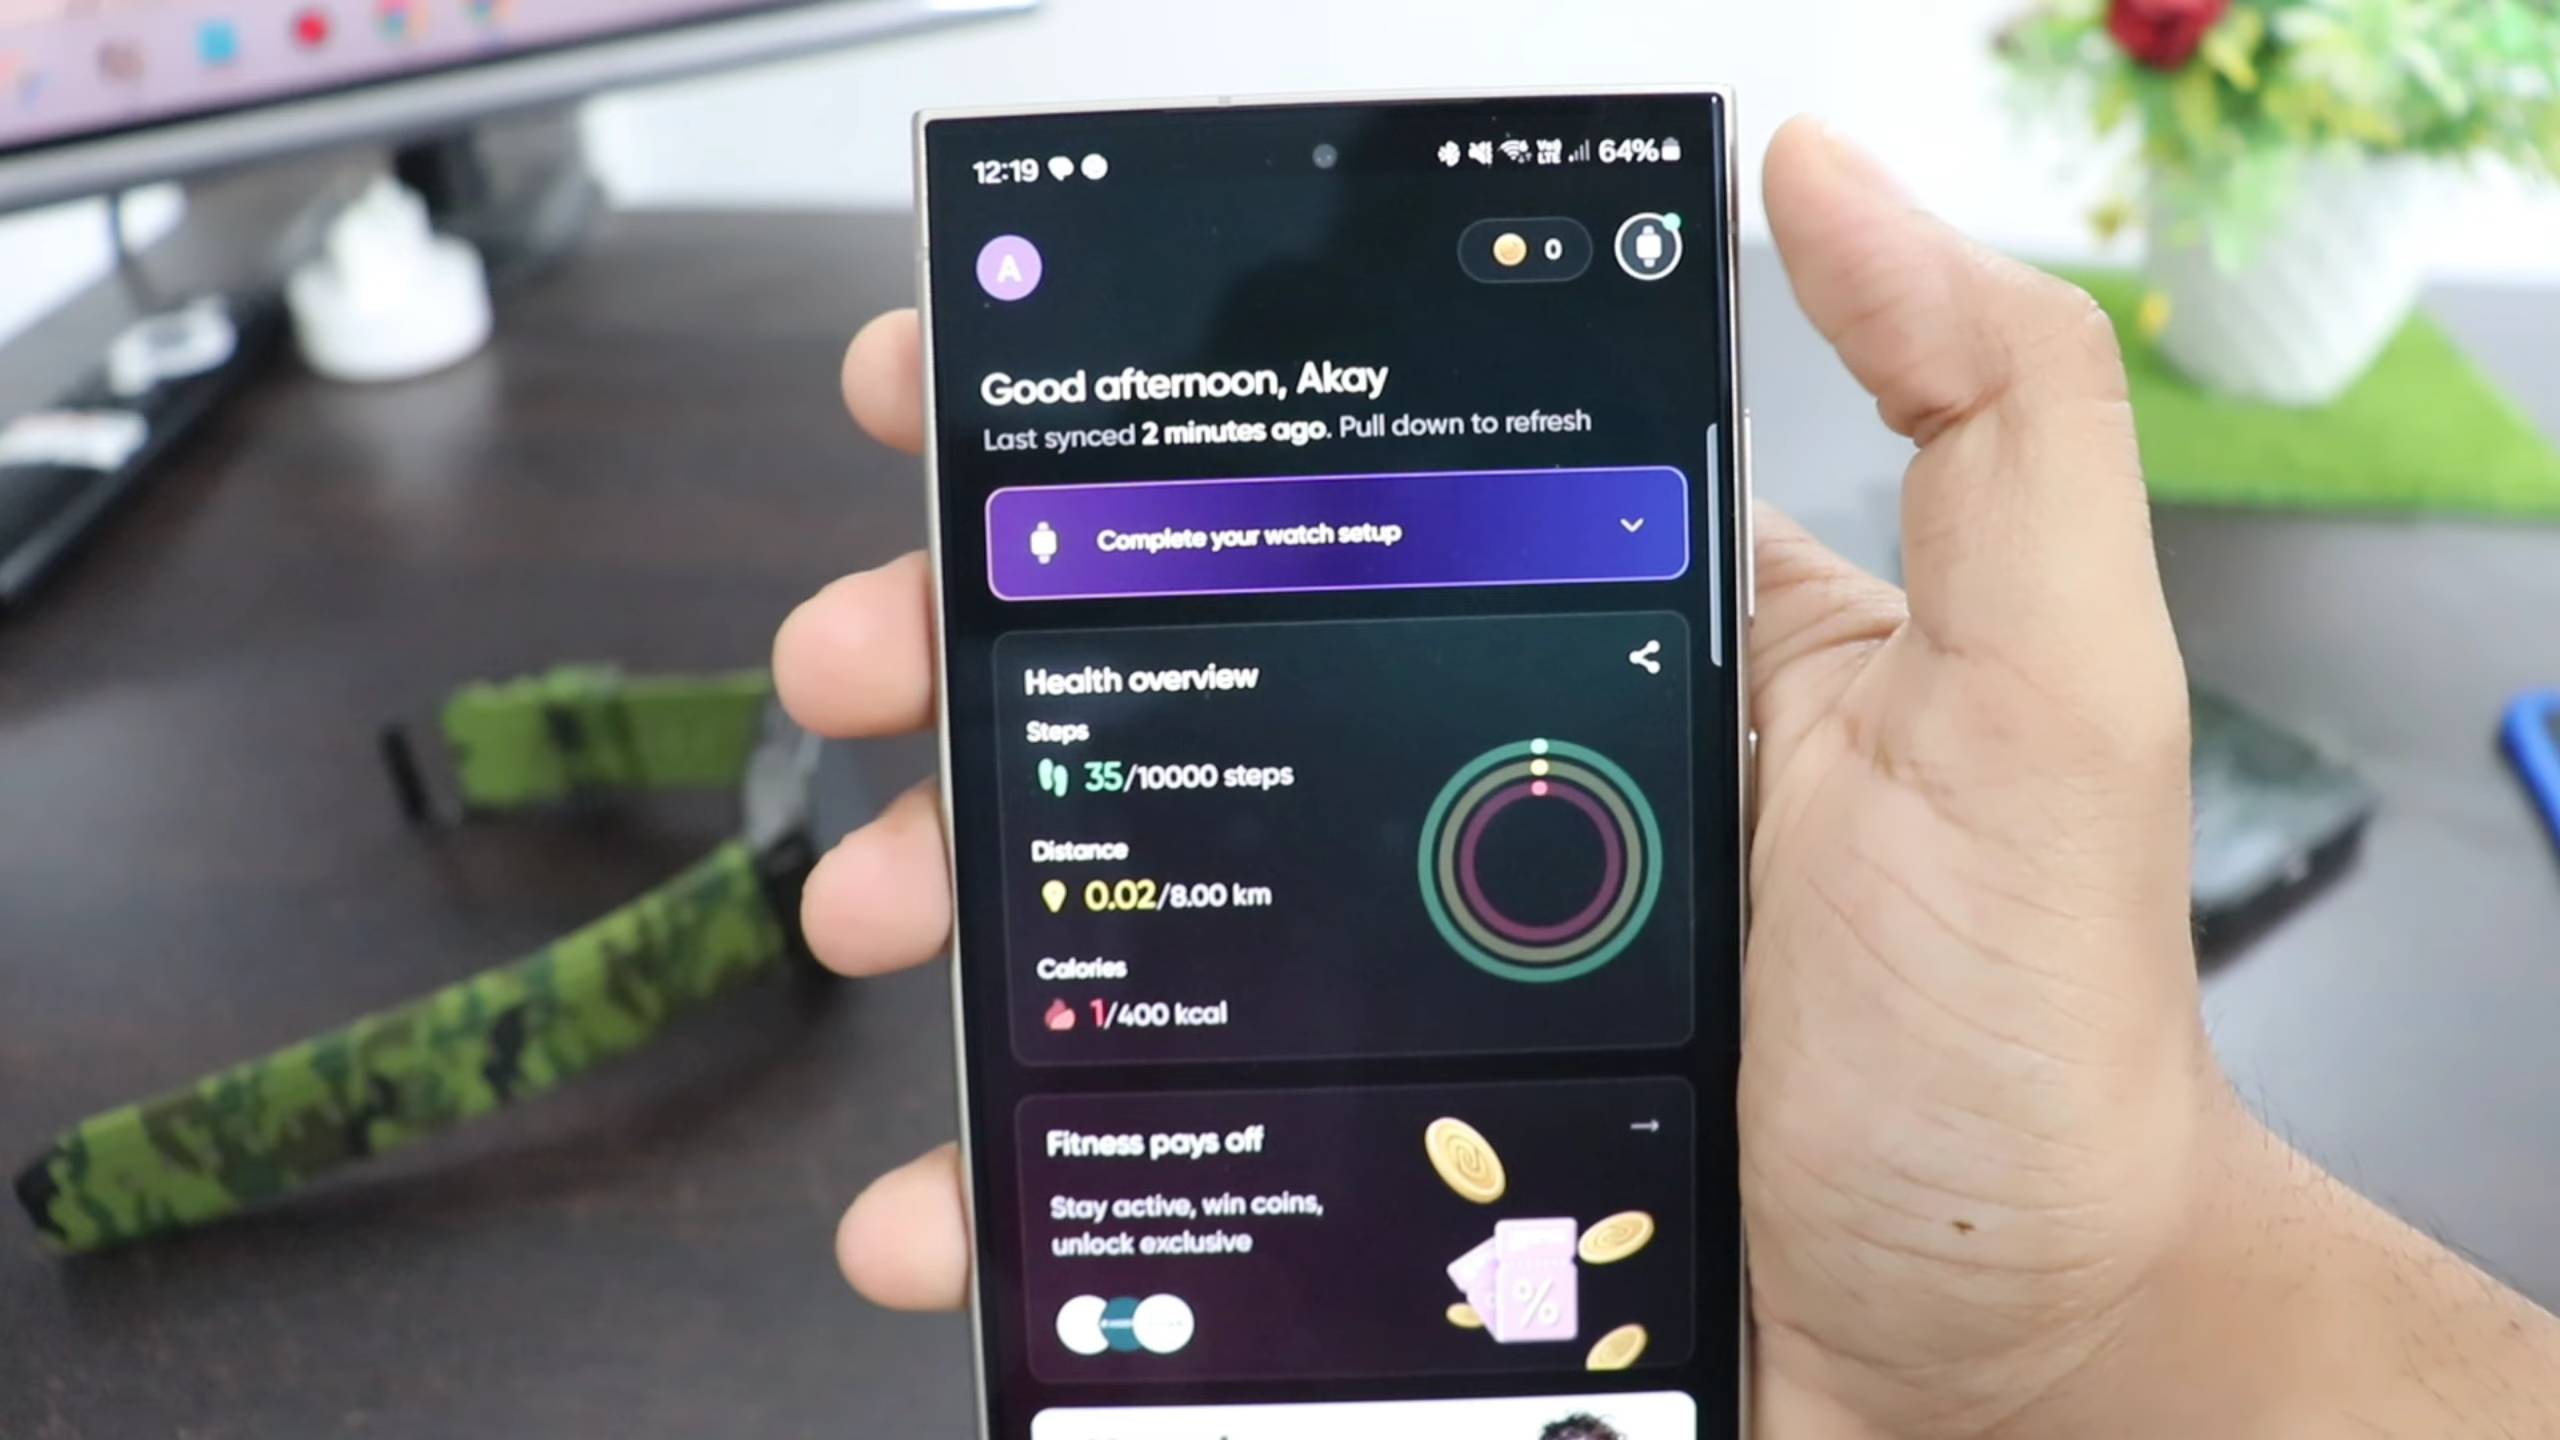 12:19
Vo)) LTE 64%
A
0
Good afternoon, Akay
Last synced 2 minutes ago. Pull down to refresh
Complete your watch setup
Health overview
Steps
35/10000 steps
Distance
0.02/8.00 km
Calories
1/400 kcal
Fitness pays off
Stay active, win coins,
unlock exclusive
%